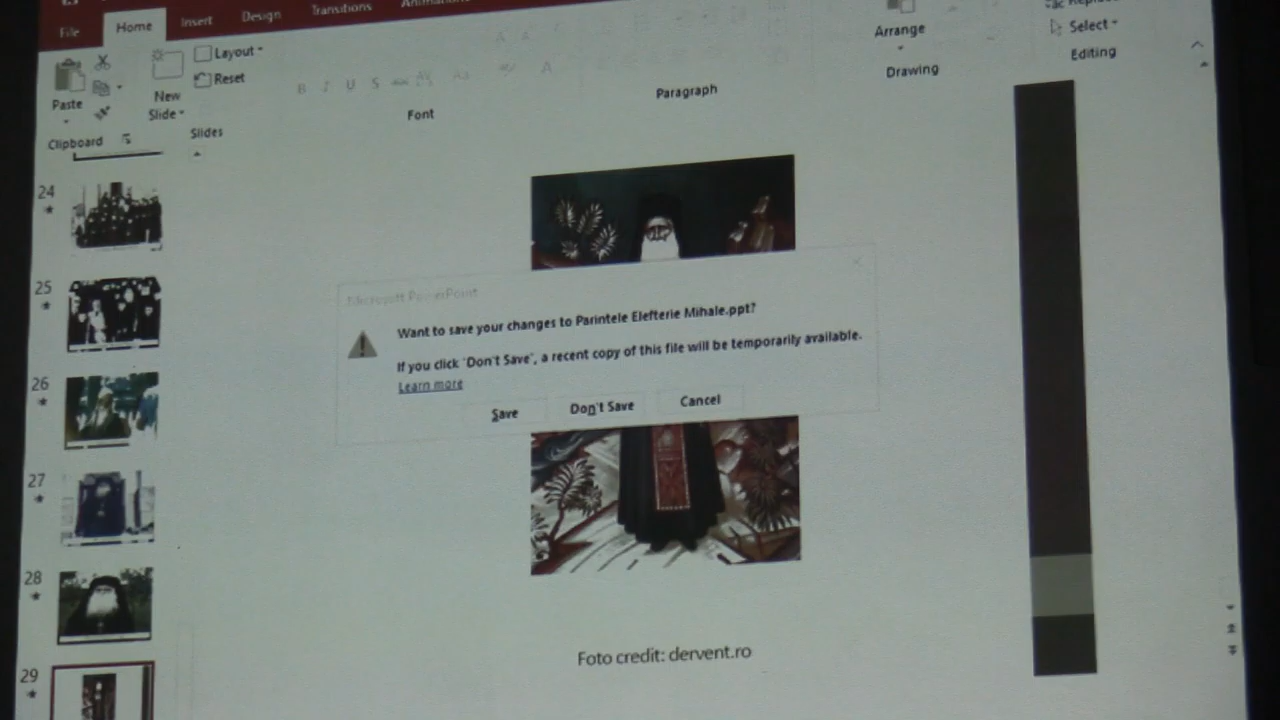 File
Home
Insert
Design
Transitions
Paste
Clipboard
New
Slide
Layout
Reset
Slides
B I U S
Font
Paragraph
Arrange
Drawing
Select
Editing
24
25
26
27
28
29
Microsoft PowerPoint
Want to save your changes to Parintele Elefterie Mihale.ppt?
If you click 'Don't Save', a recent copy of this file will be temporarily available.
Learn more
Save
Don't Save
Cancel
Foto credit: dervent.ro